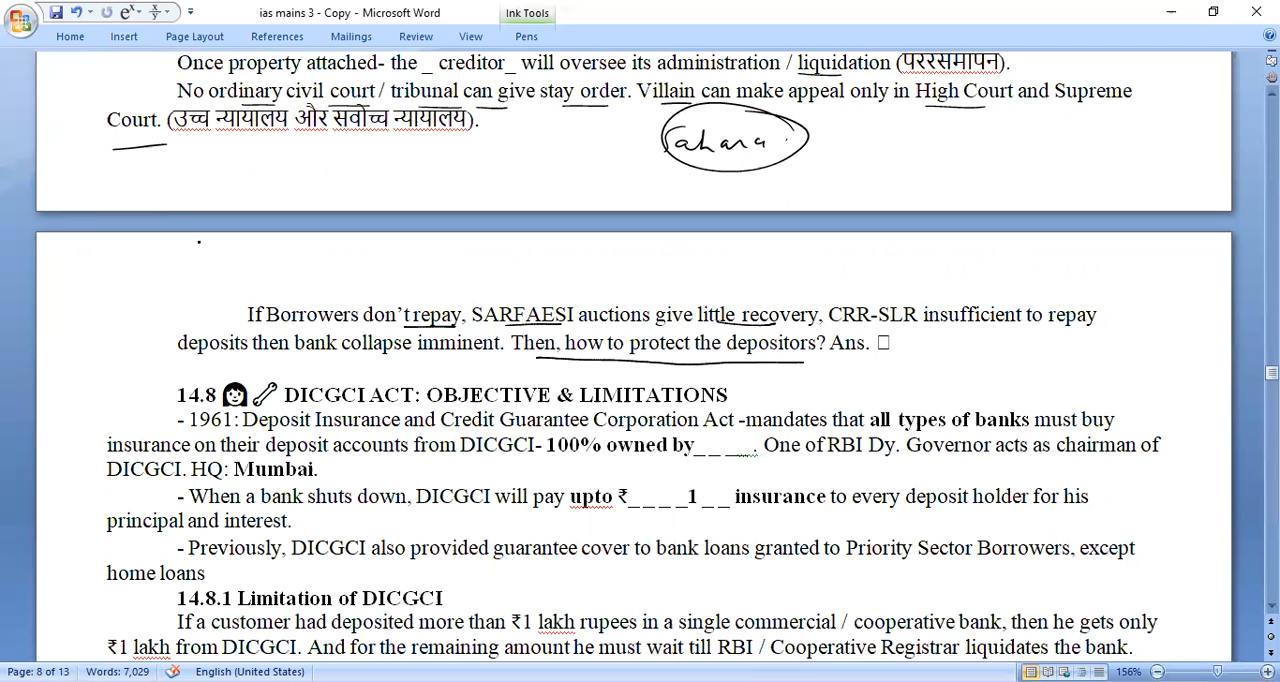 ias mains 3 - Copy - Microsoft Word
Ink Tools
Home Insert Page Layout References Mailings Review View Pens
Once property attached- the _ creditor_ will oversee its administration / liquidation (पररसमापन).
No ordinary civil court / tribunal can give stay order. Villain can make appeal only in High Court and Supreme
Court. (उच्च न्यायालय और सर्वोच्च न्यायालय).
Sahara
If Borrowers don't repay, SARFAESI auctions give little recovery, CRR-SLR insufficient to repay
deposits then bank collapse imminent. Then, how to protect the depositors? Ans. □
14.8 DICGCI ACT: OBJECTIVE & LIMITATIONS
- 1961: Deposit Insurance and Credit Guarantee Corporation Act -mandates that all types of banks must buy
insurance on their deposit accounts from DICGCI- 100% owned by_ _ _ _. One of RBI Dy. Governor acts as chairman of
DICGCI. HQ: Mumbai.
- When a bank shuts down, DICGCI will pay upto ₹_ _ _ _1 _ _ insurance to every deposit holder for his
principal and interest.
- Previously, DICGCI also provided guarantee cover to bank loans granted to Priority Sector Borrowers, except
home loans
14.8.1 Limitation of DICGCI
If a customer had deposited more than ₹1 lakh rupees in a single commercial / cooperative bank, then he gets only
₹1 lakh from DICGCI. And for the remaining amount he must wait till RBI / Cooperative Registrar liquidates the bank.
Page: 8 of 13 Words: 7,029 English (United States) 156%